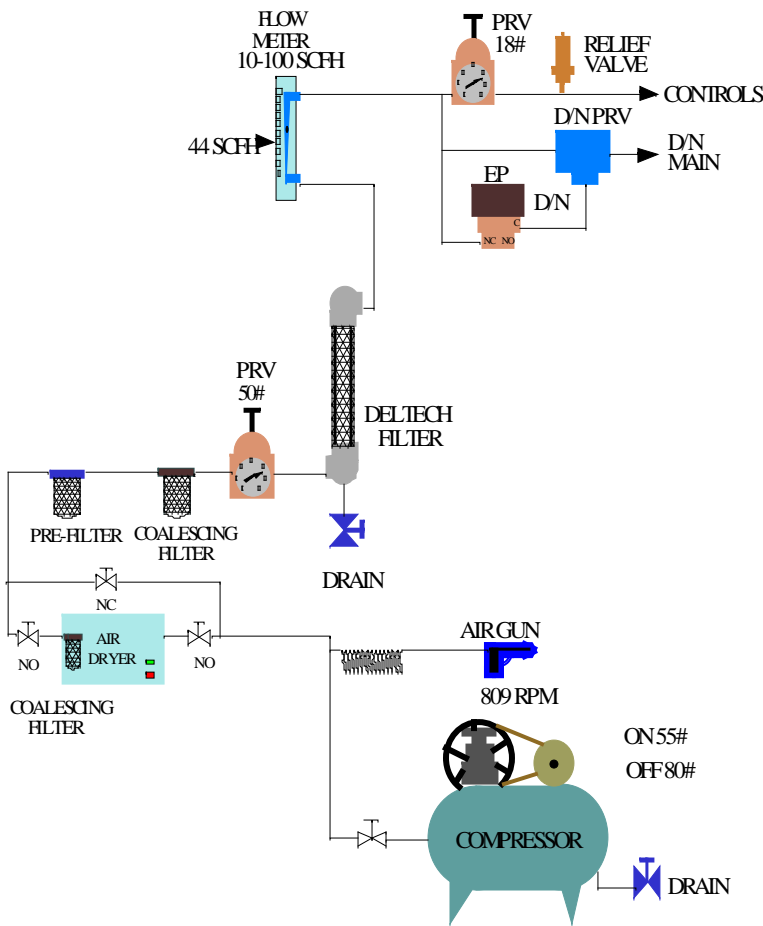 FLOW
METER
10-100 SCFH
PRV
18#
RELIEF
VALVE
CONTROLS
44 SCFH
D/N PRV
D/N
MAIN
EP
D/N
C
NC NO
PRV
50#
DELTECH
FILTER
PRE-FILTER
COALESCING
FILTER
DRAIN
NC
AIR
DRYER
NO
NO
COALESCING
FILTER
AIR GUN
809 RPM
ON 55#
OFF 80#
COMPRESSOR
DRAIN